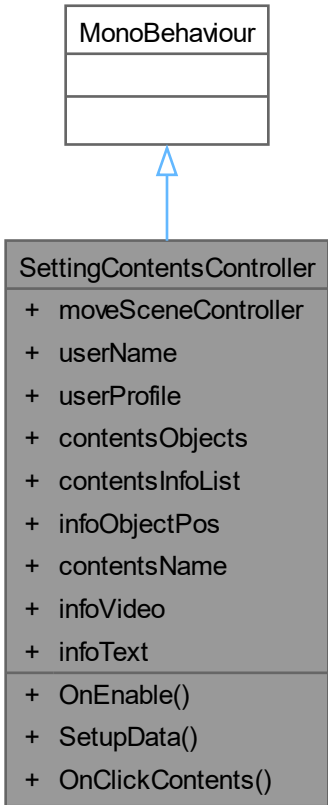 MonoBehaviour
SettingContentsController
+ moveSceneController
+ userName
+ userProfile
+ contentsObjects
+ contentsInfoList
+ infoObjectPos
+ contentsName
+ infoVideo
+ infoText
+ OnEnable()
+ SetupData()
+ OnClickContents()